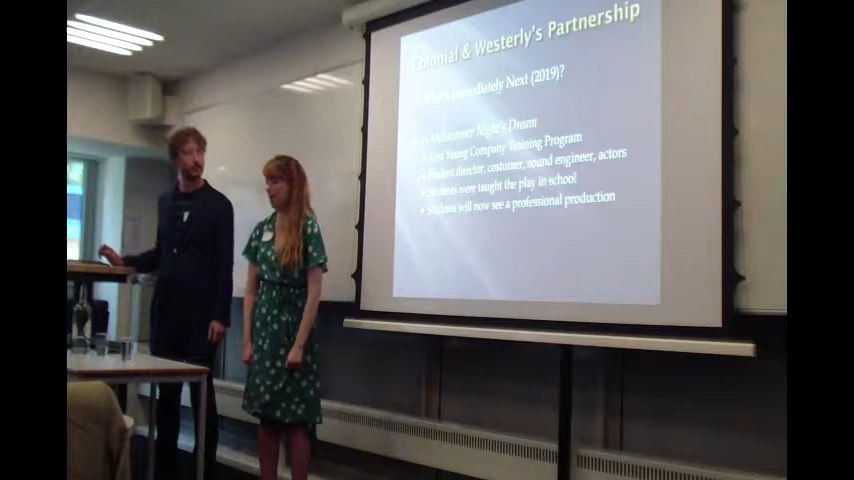 Colonial & Westerly's Partnership
What's Immediately Next (2019)?
A Midsummer Night's Dream
Young Company Training Program
Student director, costumer, sound engineer, actors
Students were taught the play in school
Students will now see a professional production